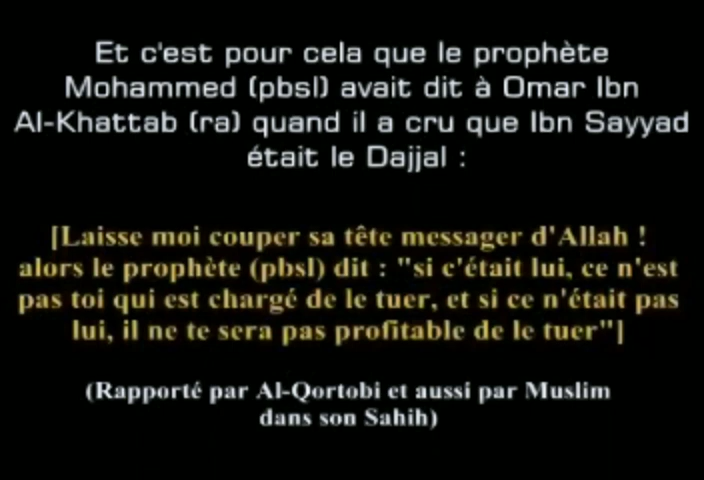 Et c'est pour cela que le prophète
Mohammed (pbsl) avait dit à Omar Ibn
Al-Khattab (ra) quand il a cru que Ibn Sayyad
était le Dajjal :
[Laisse moi couper sa tête messager d'Allah !
alors le prophète (pbsl) dit : "si c'était lui, ce n'est
pas toi qui est chargé de le tuer, et si ce n'était pas
lui, il ne te sera pas profitable de le tuer"]
(Rapporté par Al-Qortobi et aussi par Muslim
dans son Sahih)